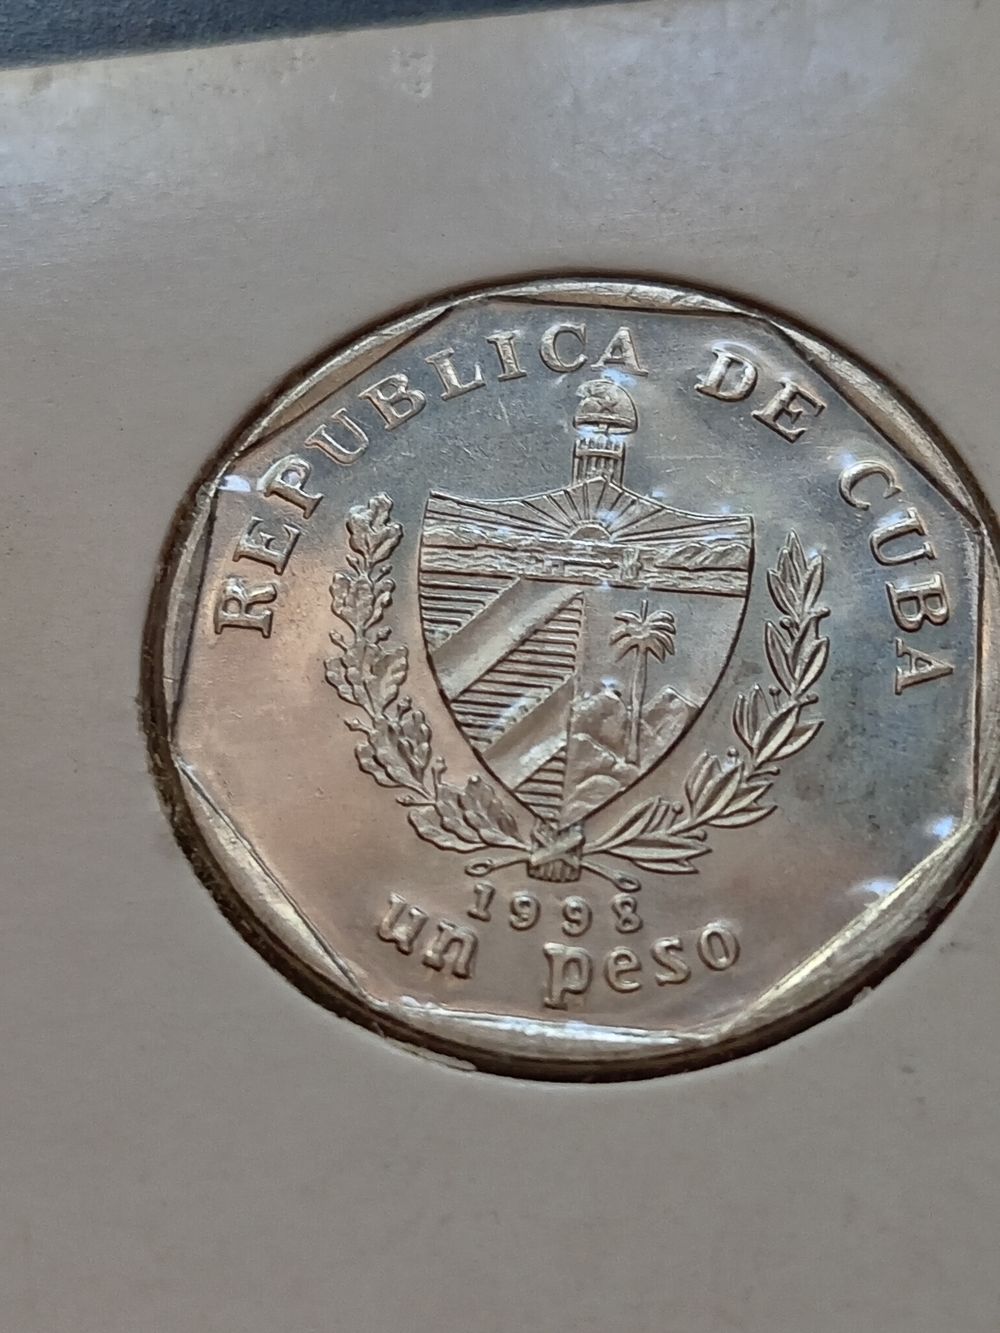 REPUBLICA DE CUBA
1998
un peso